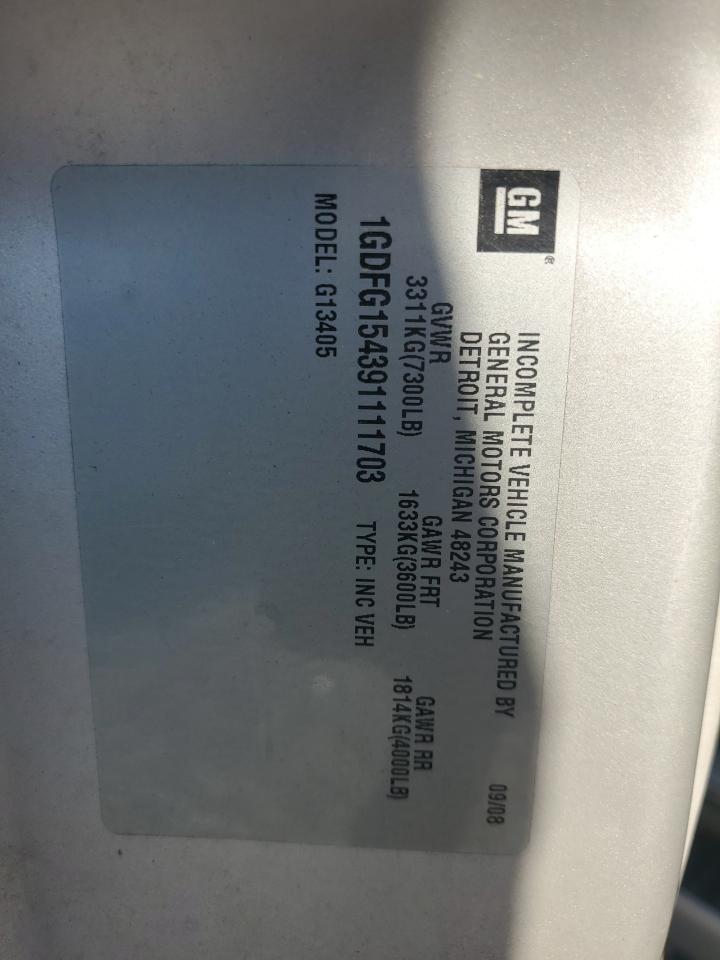 GM®
INCOMPLETE VEHICLE MANUFACTURED BY
GENERAL MOTORS CORPORATION
DETROIT, MICHIGAN 48243
09/08
GVWR GAWR FRT GAWR RR
3311KG(7300LB) 1633KG(3600LB) 1814KG(4000LB)
1GDFG154391111703 TYPE: INC VEH
MODEL: G13405